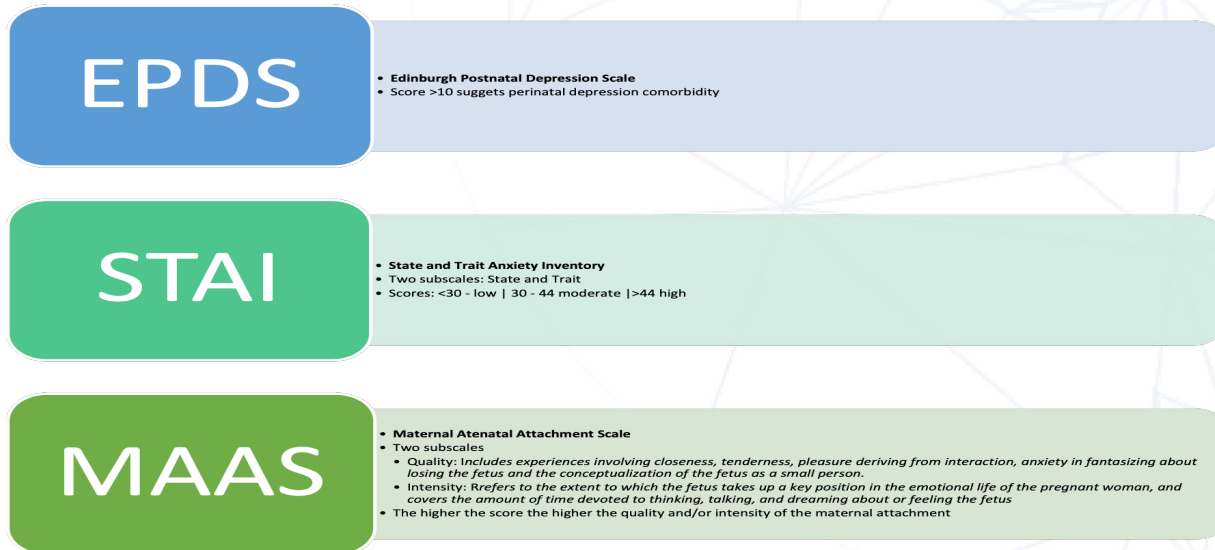 EPDS
• Edinburgh Postnatal Depression Scale
• Score >10 suggets perinatal depression comorbidity
STAI
• State and Trait Anxiety Inventory
• Two subscales: State and Trait
• Scores: <30 - low | 30 - 44 moderate |>44 high
MAAS
• Maternal Atenatal Attachment Scale
• Two subscales
• Quality: Includes experiences involving closeness, tenderness, pleasure deriving from interaction, anxiety in fantasizing about
losing the fetus and the conceptualization of the fetus as a small person.
• Intensity: Rrefers to the extent to which the fetus takes up a key position in the emotional life of the pregnant woman, and
covers the amount of time devoted to thinking, talking, and dreaming about or feeling the fetus
• The higher the score the higher the quality and/or intensity of the maternal attachment